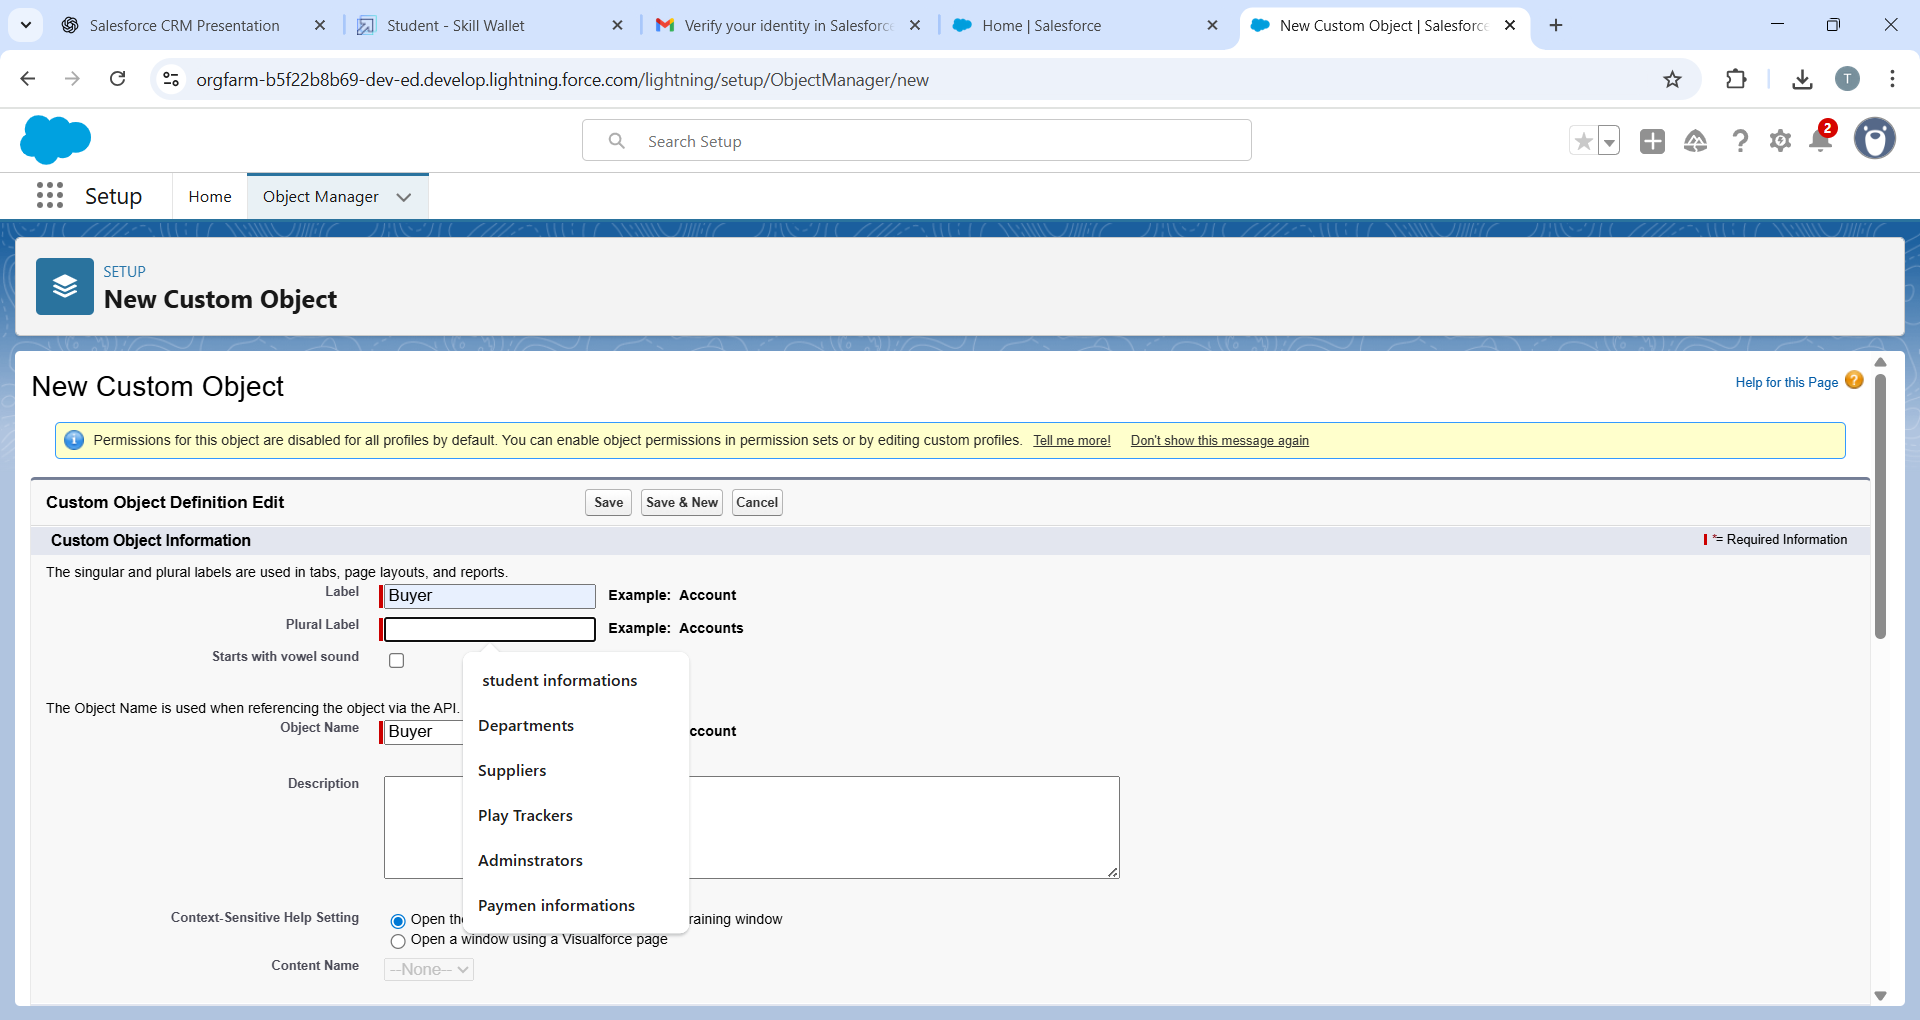 Salesforce CRM Presentation
Student - Skill Wallet
Verify your identity in Salesforce
Home | Salesforce
New Custom Object | Salesforce
orgfarm-b5f22b8b69-dev-ed.develop.lightning.force.com/lightning/setup/ObjectManager/new
T
Search Setup
2
Setup
Home
Object Manager
SETUP
New Custom Object
New Custom Object
Help for this Page
Permissions for this object are disabled for all profiles by default. You can enable object permissions in permission sets or by editing custom profiles. Tell me more! Don't show this message again
Custom Object Definition Edit
Save
Save & New
Cancel
Custom Object Information
*= Required Information
The singular and plural labels are used in tabs, page layouts, and reports.
Label
Buyer
Example: Account
Plural Label
Example: Accounts
Starts with vowel sound
student informations
Departments
Suppliers
Play Trackers
Adminstrators
Paymen informations
The Object Name is used when referencing the object via the API.
Object Name
Buyer
ccount
Description
Context-Sensitive Help Setting
Open the
raining window
Open a window using a Visualforce page
Content Name
--None--